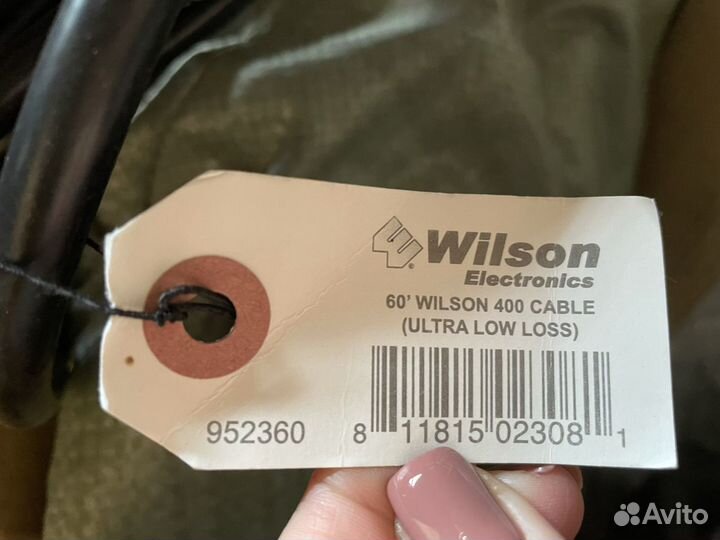 Wilson
Electronics
60' WILSON 400 CABLE
(ULTRA LOW LOSS)
952360
8 11815 02308 1
Avito